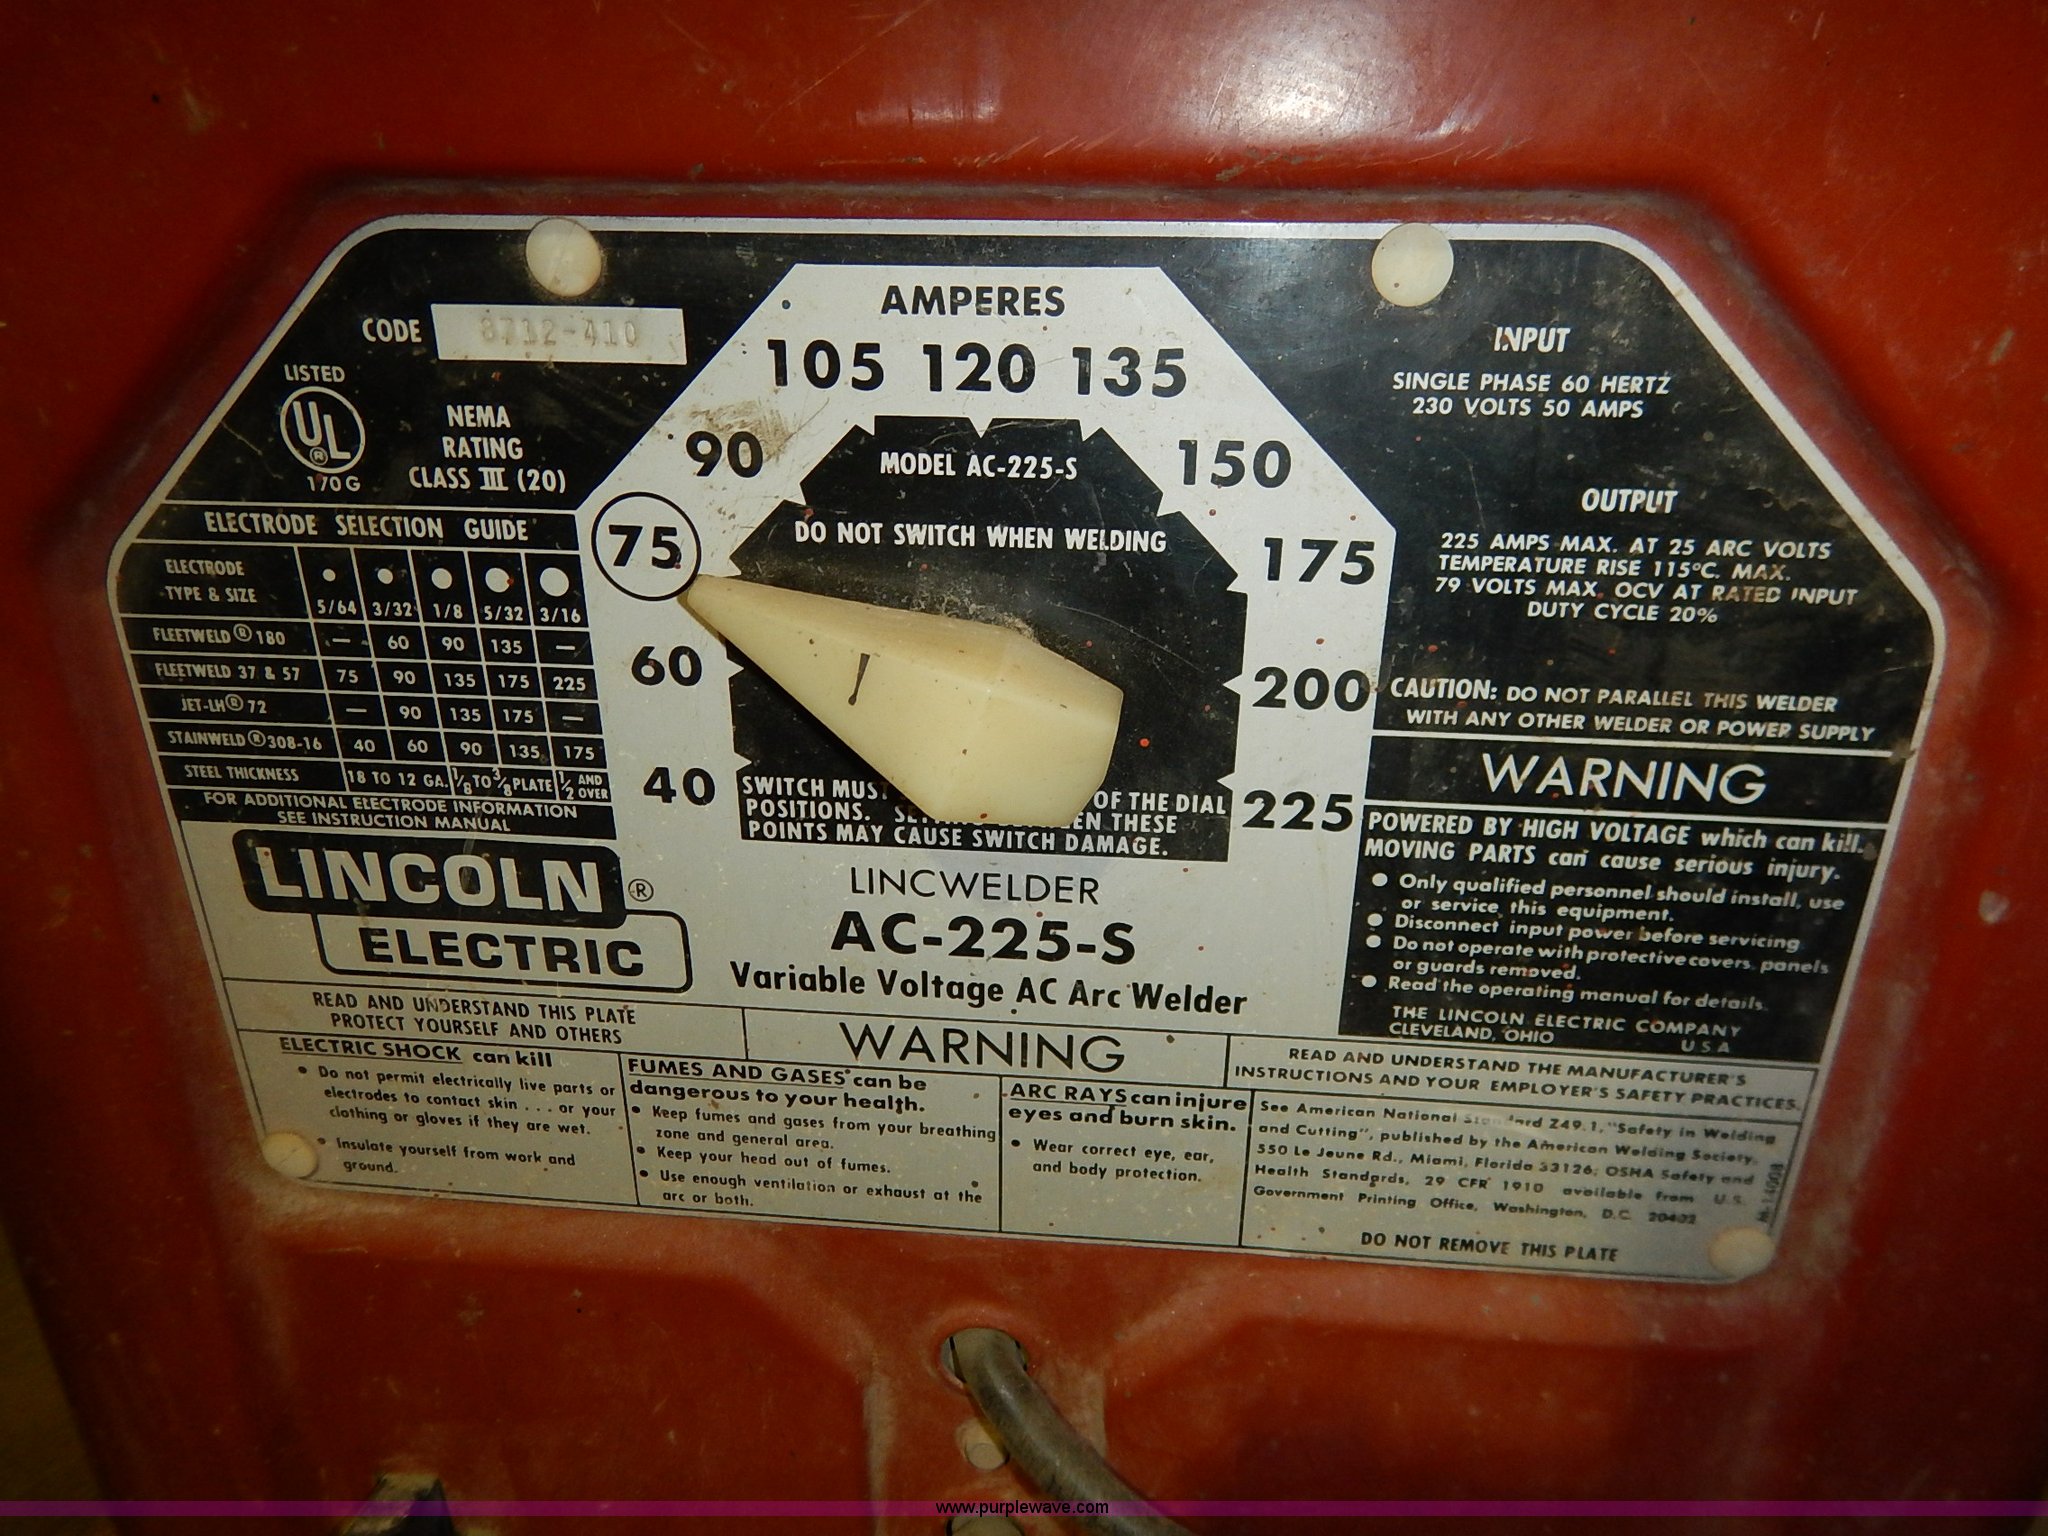 CODE 8712-410
LISTED
UL
®
170G
NEMA
RATING
CLASS III (20)
AMPERES
40
60
75
90
105
120
135
150
175
200
225
MODEL AC-225-S
DO NOT SWITCH WHEN WELDING
SWITCH MUST OF THE DIAL
POSITIONS. THESE
POINTS MAY CAUSE SWITCH DAMAGE.
INPUT
SINGLE PHASE 60 HERTZ
230 VOLTS 50 AMPS
OUTPUT
225 AMPS MAX. AT 25 ARC VOLTS
TEMPERATURE RISE 115°C. MAX.
79 VOLTS MAX. OCV AT RATED INPUT
DUTY CYCLE 20%
CAUTION: DO NOT PARALLEL THIS WELDER
WITH ANY OTHER WELDER OR POWER SUPPLY
ELECTRODE SELECTION GUIDE
ELECTRODE
TYPE & SIZE 5/64 3/32 1/8 5/32 3/16
FLEETWELD® 180 — 60 90 135 —
FLEETWELD 37 & 57 75 90 135 175 225
JET-LH® 72 — 90 135 175 —
STAINWELD® 308-16 40 60 90 135 175
STEEL THICKNESS 18 TO 12 GA. 1/8 TO 3/8 PLATE 1/2 AND OVER
FOR ADDITIONAL ELECTRODE INFORMATION
SEE INSTRUCTION MANUAL
LINCOLN ®
ELECTRIC
LINCWELDER
AC-225-S
Variable Voltage AC Arc Welder
WARNING
POWERED BY HIGH VOLTAGE which can kill.
MOVING PARTS can cause serious injury.
● Only qualified personnel should install, use
or service this equipment.
● Disconnect input power before servicing.
● Do not operate with protective covers, panels
or guards removed.
● Read the operating manual for details.
THE LINCOLN ELECTRIC COMPANY
CLEVELAND, OHIO USA
READ AND UNDERSTAND THIS PLATE
PROTECT YOURSELF AND OTHERS
WARNING
READ AND UNDERSTAND THE MANUFACTURER'S
INSTRUCTIONS AND YOUR EMPLOYER'S SAFETY PRACTICES.
ELECTRIC SHOCK can kill
● Do not permit electrically live parts or
electrodes to contact skin . . . or your
clothing or gloves if they are wet.
● Insulate yourself from work and
ground.
FUMES AND GASES can be
dangerous to your health.
● Keep fumes and gases from your breathing
zone and general area.
● Keep your head out of fumes.
● Use enough ventilation or exhaust at the
arc or both.
ARC RAYS can injure
eyes and burn skin.
● Wear correct eye, ear,
and body protection.
See American National Standard Z49.1, "Safety in Welding
and Cutting", published by the American Welding Society,
550 Le Jeune Rd., Miami, Florida 33126; OSHA Safety and
Health Standards, 29 CFR 1910 available from U.S.
Government Printing Office, Washington, D.C. 20402
DO NOT REMOVE THIS PLATE
www.purplewave.com